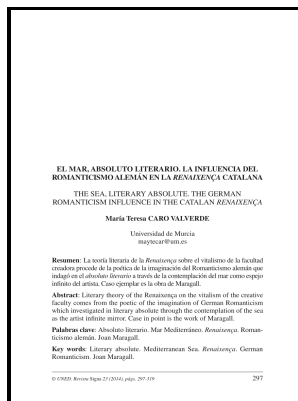 EL MAR, ABSOLUTO LITERARIO. LA INFLUENCIA DEL
ROMANTICISMO ALEMÁN EN LA RENAIXENÇA CATALANA
THE SEA, LITERARY ABSOLUTE. THE GERMAN
ROMANTICISM INFLUENCE IN THE CATALAN RENAIXENÇA
María Teresa CARO VALVERDE
Universidad de Murcia
maytecar@um.es
Resumen: La teoría literaria de la Renaixença sobre el vitalismo de la facultad
creadora procede de la poética de la imaginación del Romanticismo alemán que
indagó en el absoluto literario a través de la contemplación del mar como espejo
infinito del artista. Caso ejemplar es la obra de Maragall.
Abstract: Literary theory of the Renaixença on the vitalism of the creative
faculty comes from the poetic of the imagination of German Romanticism
which investigated in literary absolute through the contemplation of the sea
as the artist infinite mirror. Case in point is the work of Maragall.
Palabras clave: Absoluto literario. Mar Mediterráneo. Renaixença. Roman-
ticismo alemán. Joan Maragall.
Key words: Literary absolute. Mediterranean Sea. Renaixença. German
Romanticism. Joan Maragall.
© UNED. Revista Signa 23 (2014), págs. 297-319
297